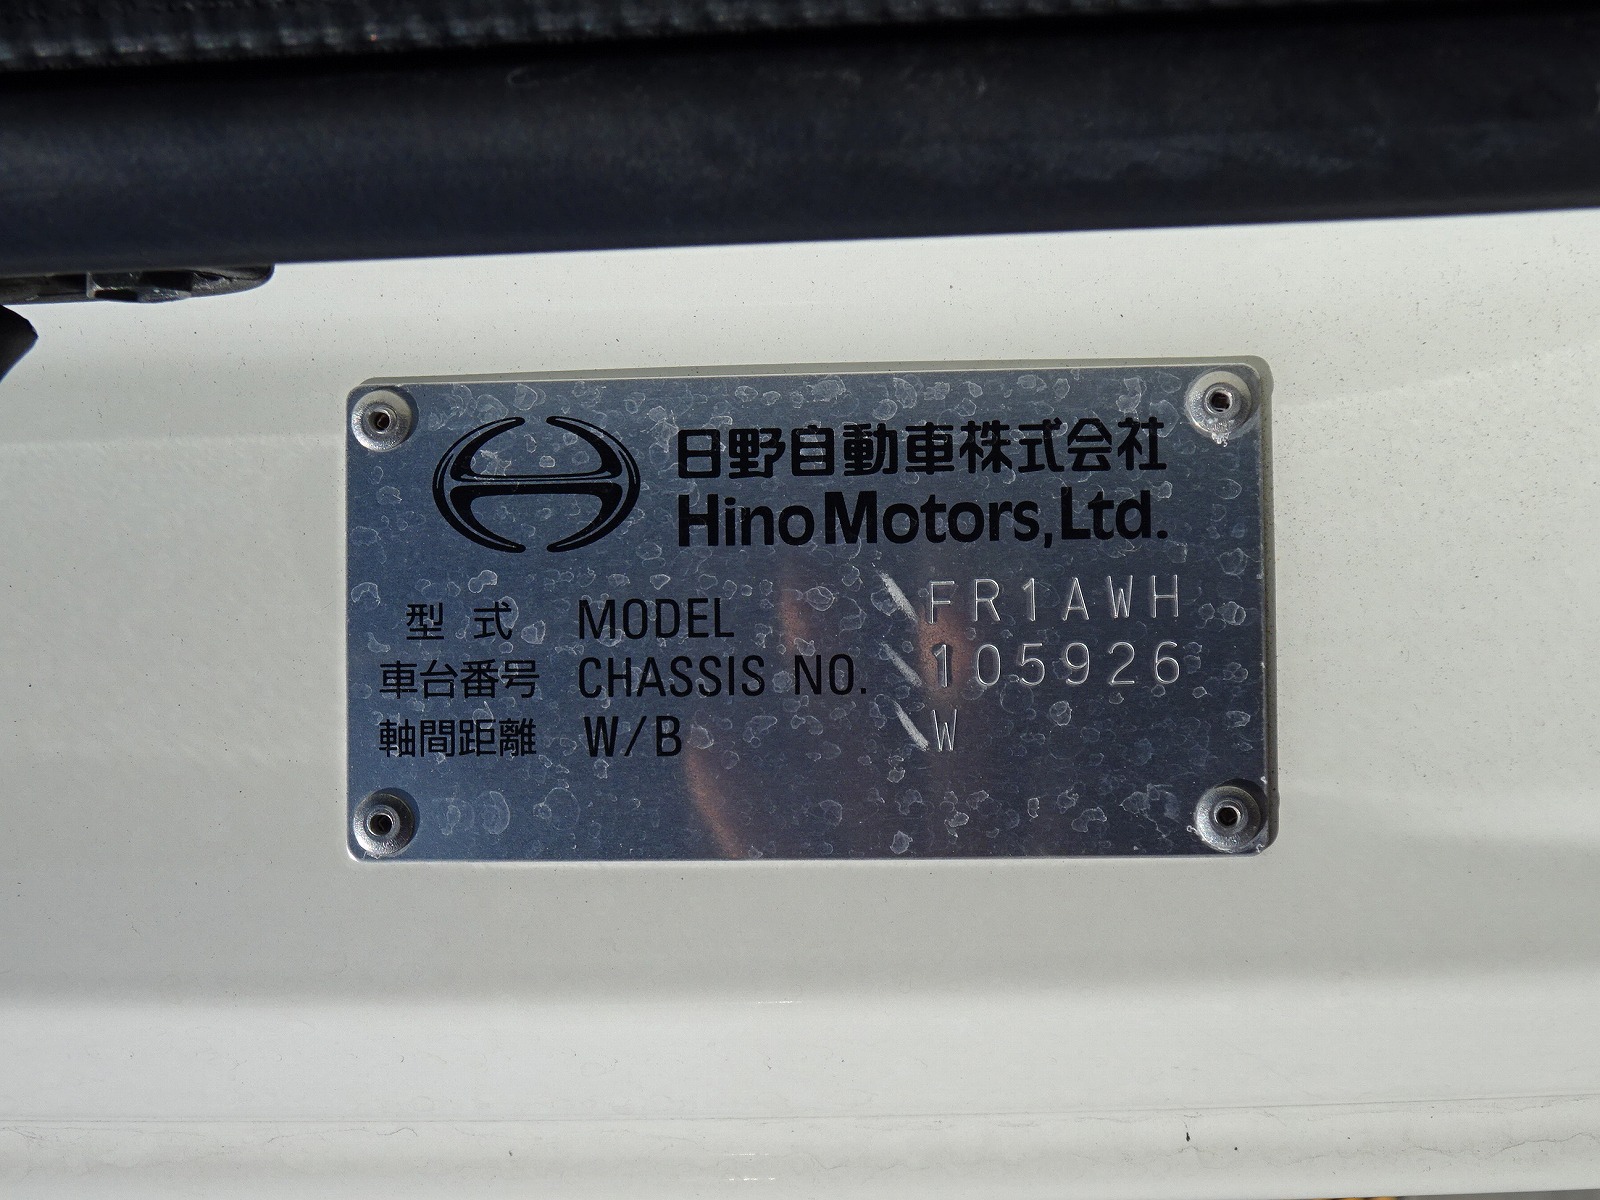 日野自動車株式会社
Hino Motors, Ltd.
型式 MODEL FR1AWH
車台番号 CHASSIS NO. 105926
軸間距離 W/B W